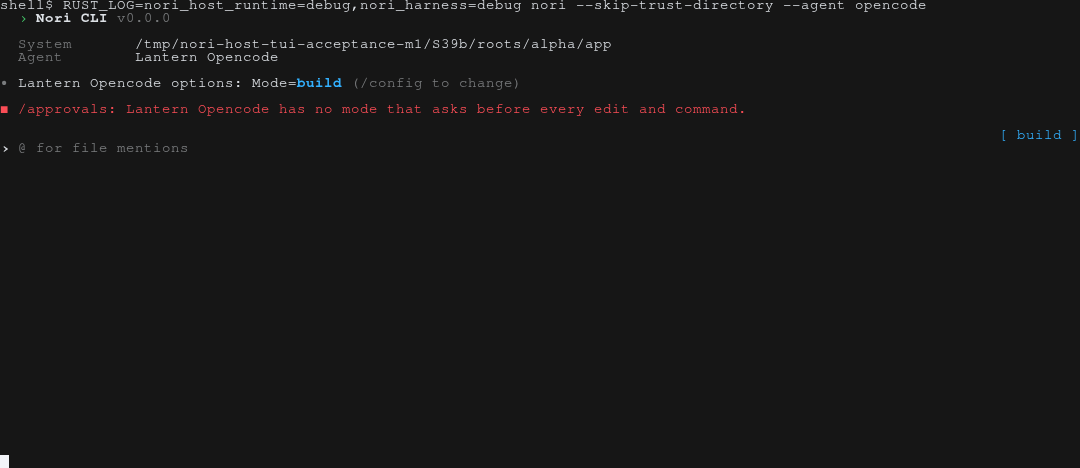 shell$ RUST_LOG=nori_host_runtime=debug,nori_harness=debug nori --skip-trust-directory --agent opencode
› Nori CLI v0.0.0
System /tmp/nori-host-tui-acceptance-m1/S39b/roots/alpha/app
Agent Lantern Opencode
• Lantern Opencode options: Mode=build (/config to change)
■ /approvals: Lantern Opencode has no mode that asks before every edit and command.
[ build ]
› @ for file mentions